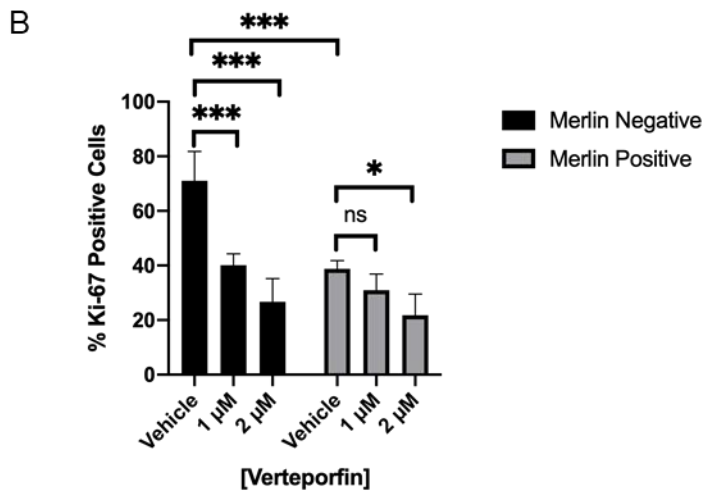 B
***
***
***
100
80
60
40
20
0
% Ki-67 Positive Cells
*
ns
Merlin Negative
Merlin Positive
Vehicle
1 µM
2 µM
Vehicle
1 µM
2 µM
[Verteporfin]